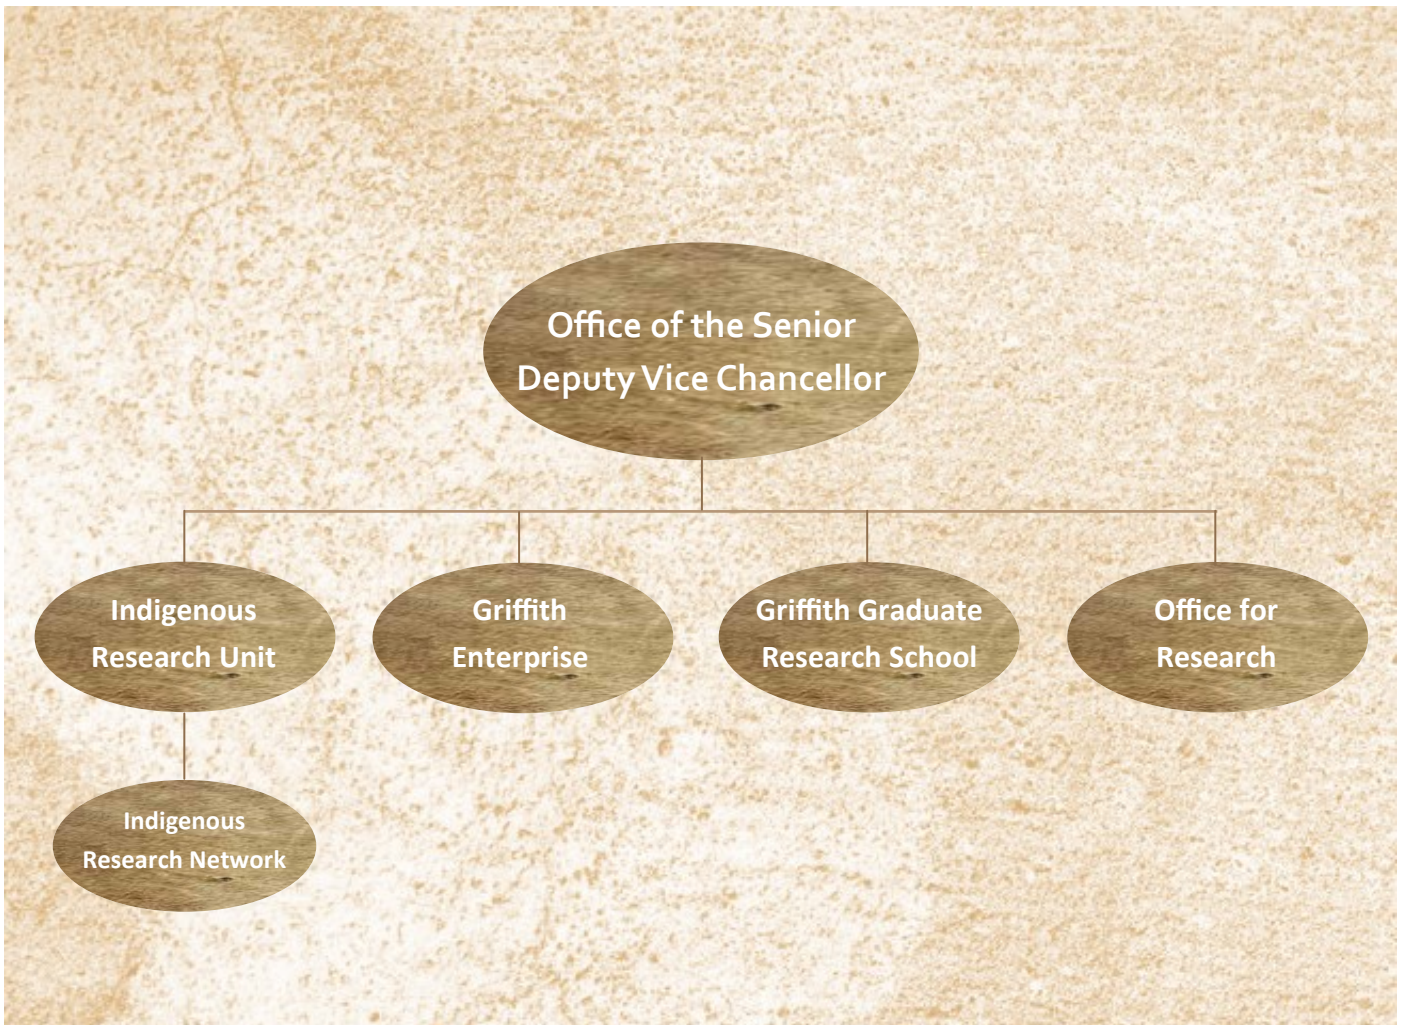 Office of the Senior
Deputy Vice Chancellor
Indigenous
Research Unit
Griffith
Enterprise
Griffith Graduate
Research School
Office for
Research
Indigenous
Research Network